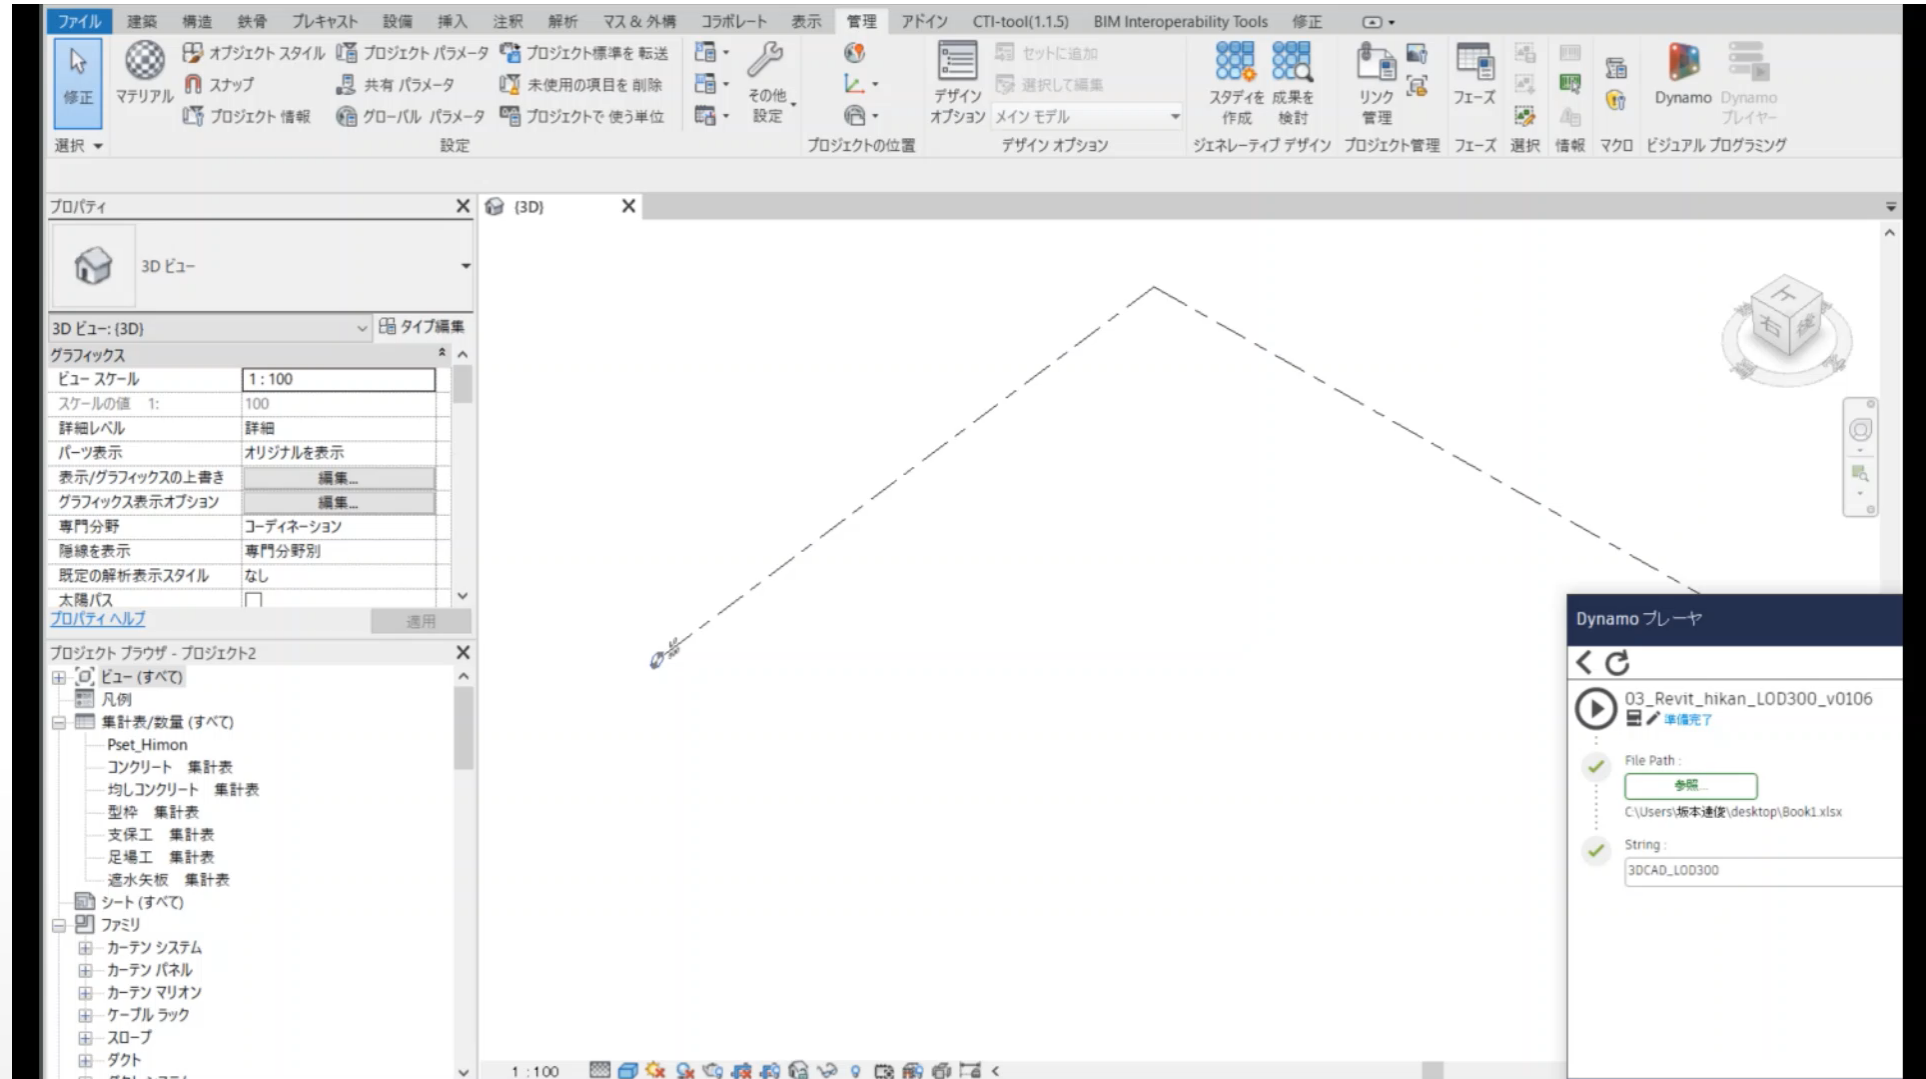 ファイル 建築 構造 鉄骨 プレキャスト 設備 挿入 注釈 解析 マス & 外構 コラボレート 表示 管理 アドイン CTI-tool(1.1.5) BIM Interoperability Tools 修正
修正
マテリアル
オブジェクト スタイル
スナップ
プロジェクト 情報
プロジェクト パラメータ
共有 パラメータ
グローバル パラメータ
プロジェクト標準を 転送
未使用の項目を 削除
プロジェクトで 使う単位
その他
設定
デザイン
オプション
セットに追加
選択して編集
メイン モデル
スタディを
作成
成果を
検討
リンク
管理
フェーズ
Dynamo
Dynamo
プレイヤー
選択 設定 プロジェクトの位置 デザイン オプション ジェネレーティブ デザイン プロジェクト管理 フェーズ 選択 情報 マクロ ビジュアル プログラミング
プロパティ
{3D}
3D ビュー
3D ビュー: {3D} タイプ編集
グラフィックス
ビュー スケール 1 : 100
スケールの値 1: 100
詳細レベル 詳細
パーツ表示 オリジナルを表示
表示/グラフィックスの上書き 編集...
グラフィックス表示オプション 編集...
専門分野 コーディネーション
隠線を表示 専門分野別
既定の解析表示スタイル なし
太陽パス
プロパティ ヘルプ 適用
プロジェクト ブラウザ - プロジェクト2
ビュー (すべて)
凡例
集計表/数量 (すべて)
Pset_Himon
コンクリート 集計表
均しコンクリート 集計表
型枠 集計表
支保工 集計表
足場工 集計表
遮水矢板 集計表
シート (すべて)
ファミリ
カーテン システム
カーテン パネル
カーテン マリオン
ケーブル ラック
スロープ
ダクト
上
右
1 : 100
Dynamo プレーヤ
03_Revit_hikan_LOD300_v0106
準備完了
File Path :
参照...
C:\Users\坂本達俊\desktop\Book1.xlsx
String :
3DCAD_LOD300